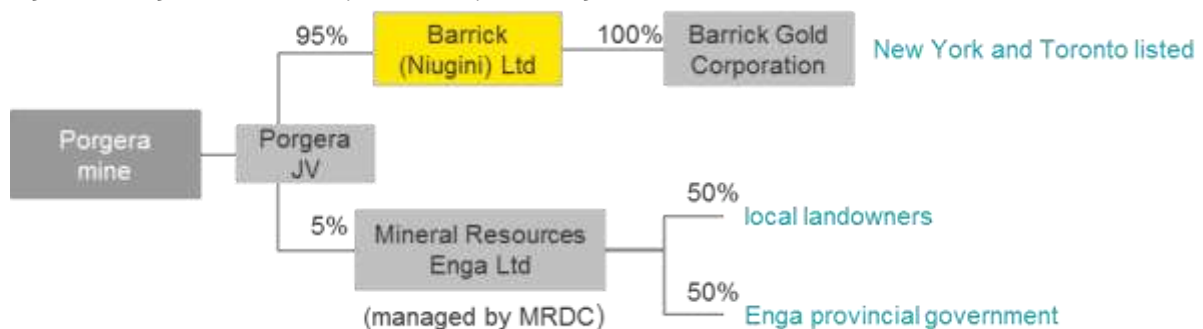 95%
Barrick
(Niugini) Ltd
100%
Barrick Gold
Corporation
New York and Toronto listed
Porgera
mine
Porgera
JV
5%
Mineral Resources
Enga Ltd
(managed by MRDC)
50%
local landowners
50%
Enga provincial government